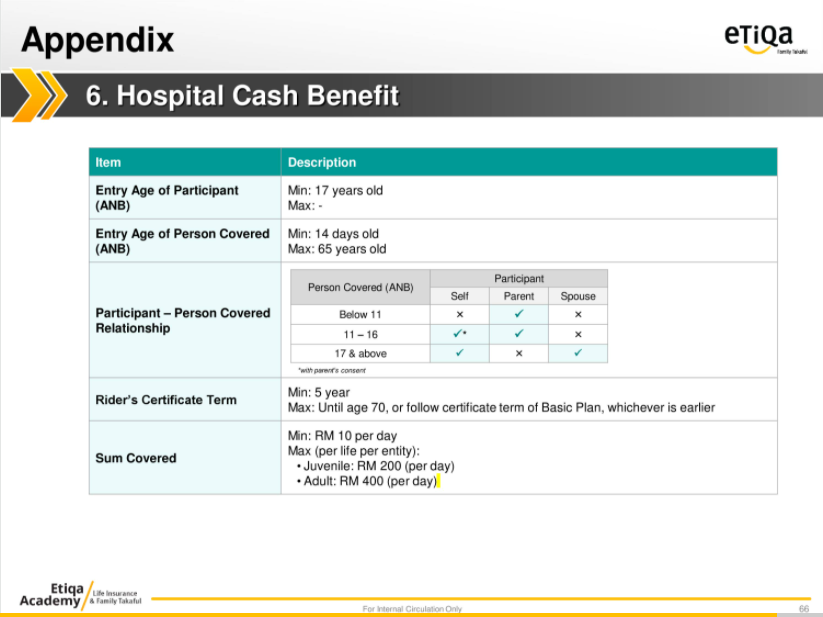 Appendix
eTiQa
Family Takaful
6. Hospital Cash Benefit
Item Description
Entry Age of Participant
(ANB)
Min: 17 years old
Max: -
Entry Age of Person Covered
(ANB)
Min: 14 days old
Max: 65 years old
Participant – Person Covered
Relationship
Person Covered (ANB) Participant
Self Parent Spouse
Below 11 × ✓ ×
11 – 16 ✓* ✓ ×
17 & above ✓ × ✓
*with parent's consent
Rider's Certificate Term
Min: 5 year
Max: Until age 70, or follow certificate term of Basic Plan, whichever is earlier
Sum Covered
Min: RM 10 per day
Max (per life per entity):
• Juvenile: RM 200 (per day)
• Adult: RM 400 (per day)
Etiqa
Academy
Life Insurance
& Family Takaful
For Internal Circulation Only
66